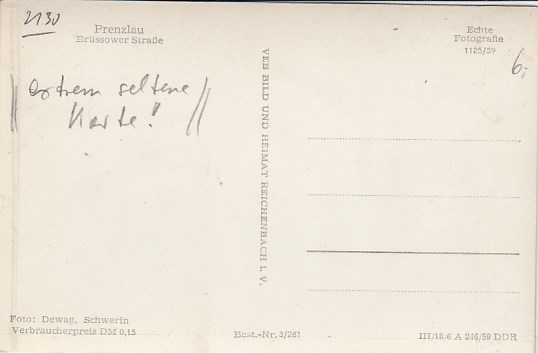 2130
Prenzlau
Brüssower Straße
Echte
Fotografie
1125/59
6,-
extrem seltene
Karte!
VEB BILD UND HEIMAT REICHENBACH I. V.
Foto: Dewag, Schwerin
Verbraucherpreis DM 0,15
Best.-Nr. 3/261
III/18/6 A 246/59 DDR